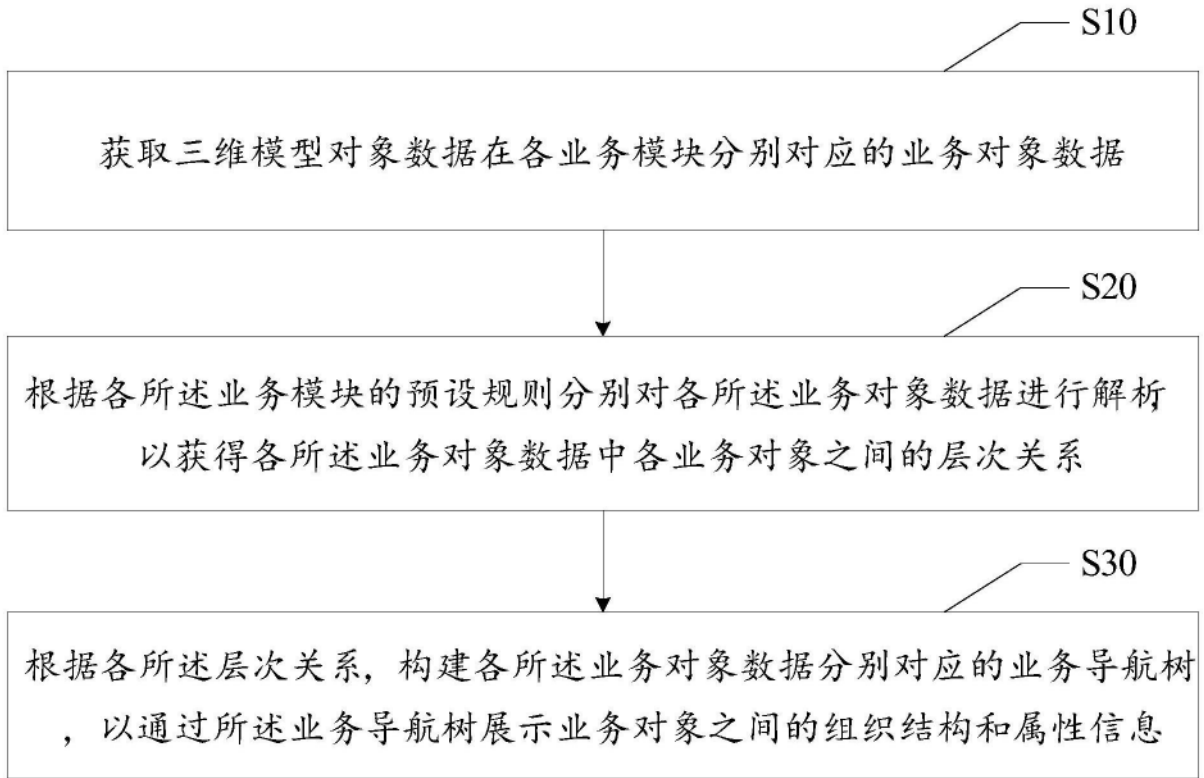 S10
获取三维模型对象数据在各业务模块分别对应的业务对象数据
S20
根据各所述业务模块的预设规则分别对各所述业务对象数据进行解析,
以获得各所述业务对象数据中各业务对象之间的层次关系
S30
根据各所述层次关系，构建各所述业务对象数据分别对应的业务导航树
，以通过所述业务导航树展示业务对象之间的组织结构和属性信息